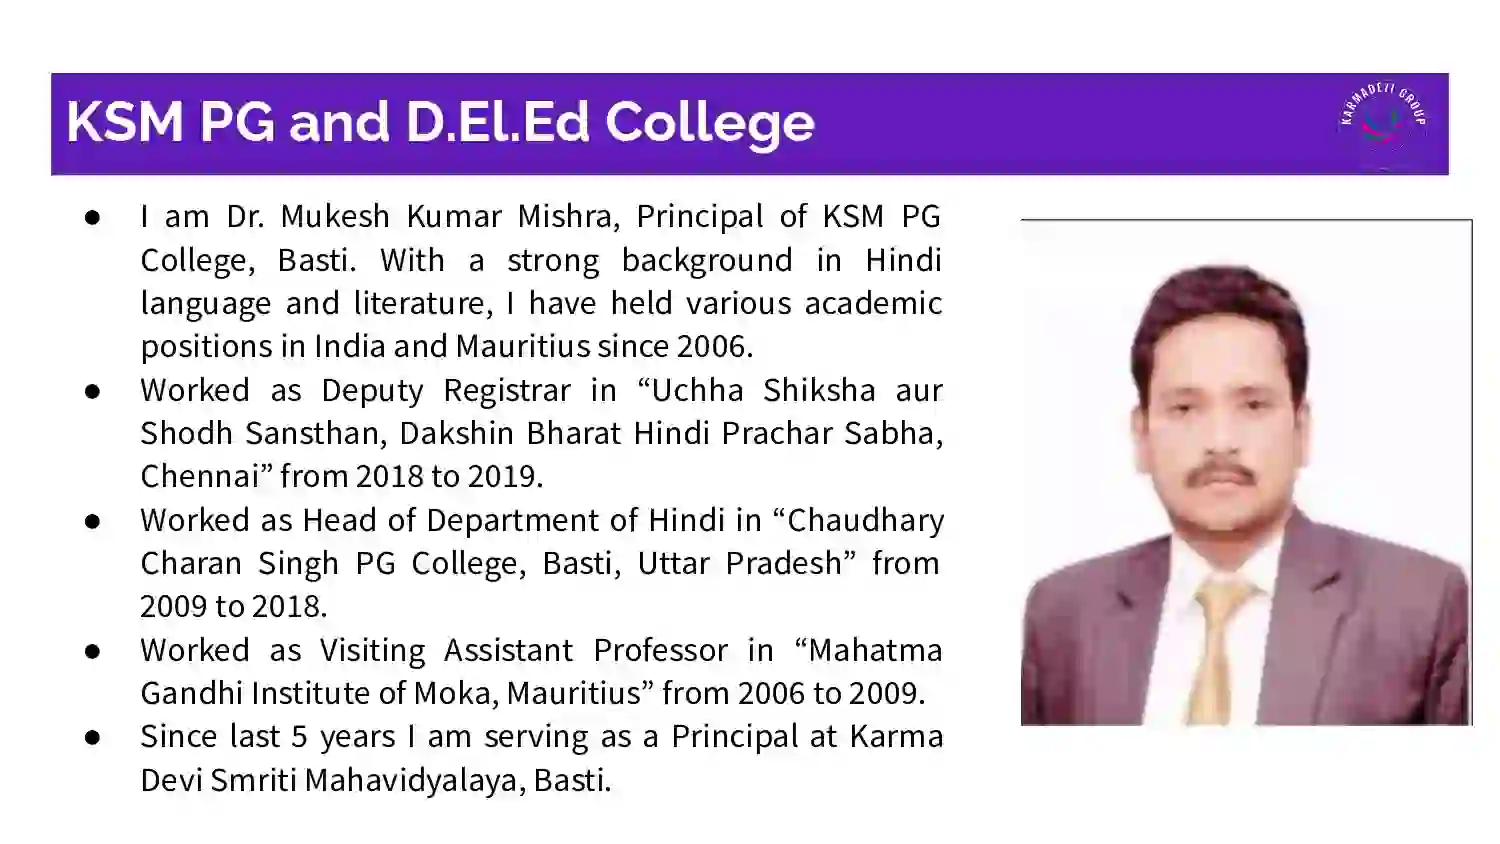 KSM PG and D.El.Ed College
KARMADEVI GROUP
● I am Dr. Mukesh Kumar Mishra, Principal of KSM PG
College, Basti. With a strong background in Hindi
language and literature, I have held various academic
positions in India and Mauritius since 2006.
● Worked as Deputy Registrar in “Uchha Shiksha aur
Shodh Sansthan, Dakshin Bharat Hindi Prachar Sabha,
Chennai” from 2018 to 2019.
● Worked as Head of Department of Hindi in “Chaudhary
Charan Singh PG College, Basti, Uttar Pradesh” from
2009 to 2018.
● Worked as Visiting Assistant Professor in “Mahatma
Gandhi Institute of Moka, Mauritius” from 2006 to 2009.
● Since last 5 years I am serving as a Principal at Karma
Devi Smriti Mahavidyalaya, Basti.